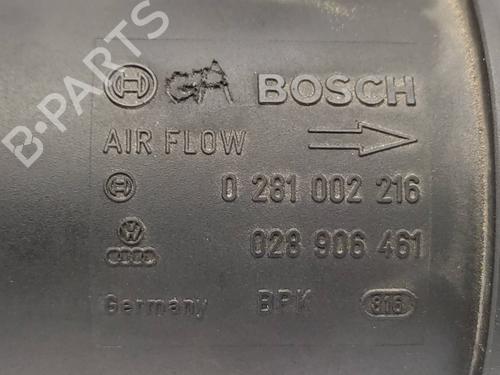 GA BOSCH
AIR FLOW
0 281 002 216
028 906 461
Germany BPK 816
B-PARTS